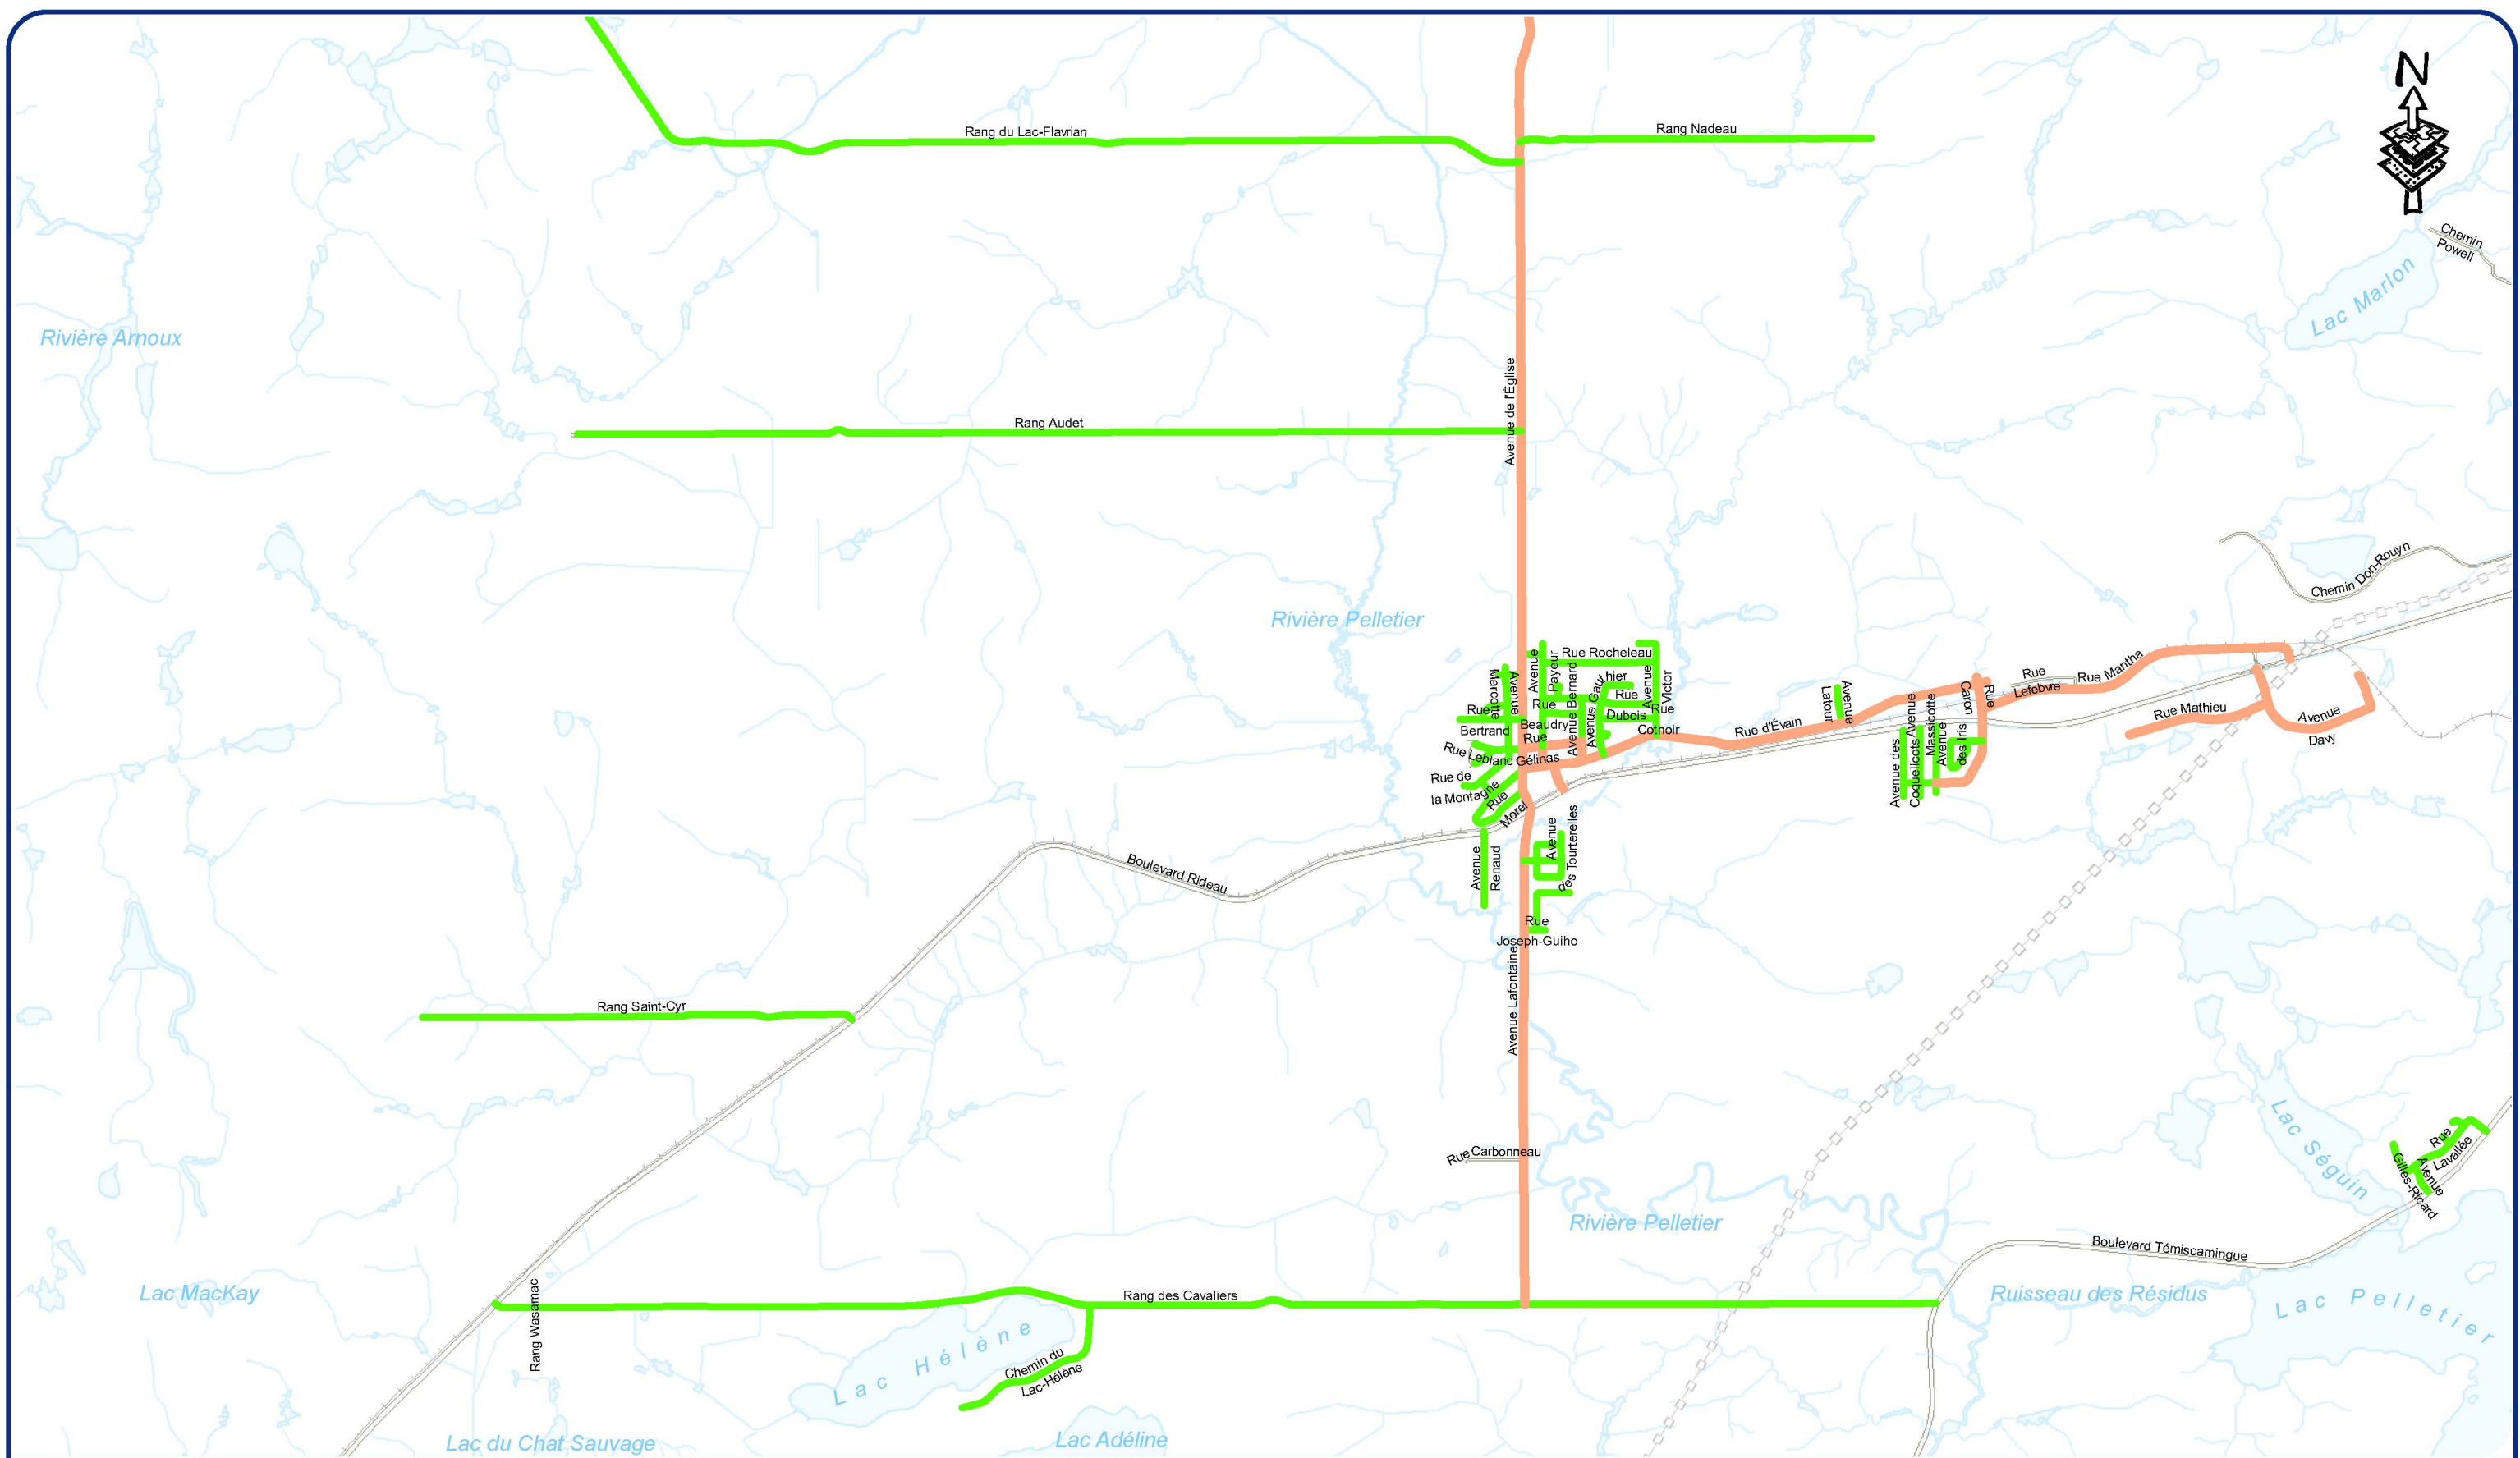 N
Rang du Lac-Flavrian
Rang Nadeau
Chemin
Powell
Lac Marlon
Rivière Arnoux
Avenue de l'Église
Rang Audet
Chemin Don-Rouyn
Rivière Pelletier
Rue Rocheleau
Avenue
Payeur
Avenue Bernard
Avenue Gauthier
Rue
Dubois
Avenue
Victor
Rue
Cotnoir
Avenue
Marcotte
Rue
Bertrand
Rue
Beaudry
Rue
Gélinas
Rue Leblanc
Rue de
la Montagne
Rue
Morel
Rue d'Évain
Avenue
Latour
Avenue des
Coquelicots
Avenue
Massicotte
Avenue
des Iris
Rue
Caron
Rue
Lefebvre
Rue Mantha
Rue Mathieu
Avenue
Davy
Boulevard Rideau
Avenue
Renaud
Avenue
des Tourterelles
Rue
Joseph-Guiho
Avenue Lafontaine
Rang Saint-Cyr
Rue Carbonneau
Lac Séguin
Rue
Lavallée
Avenue
Gilles-Ricard
Rivière Pelletier
Boulevard Témiscamingue
Lac MacKay
Rang Wasamac
Rang des Cavaliers
Ruisseau des Résidus
Lac Pelletier
Lac Hélène
Chemin du
Lac-Hélène
Lac du Chat Sauvage
Lac Adéline